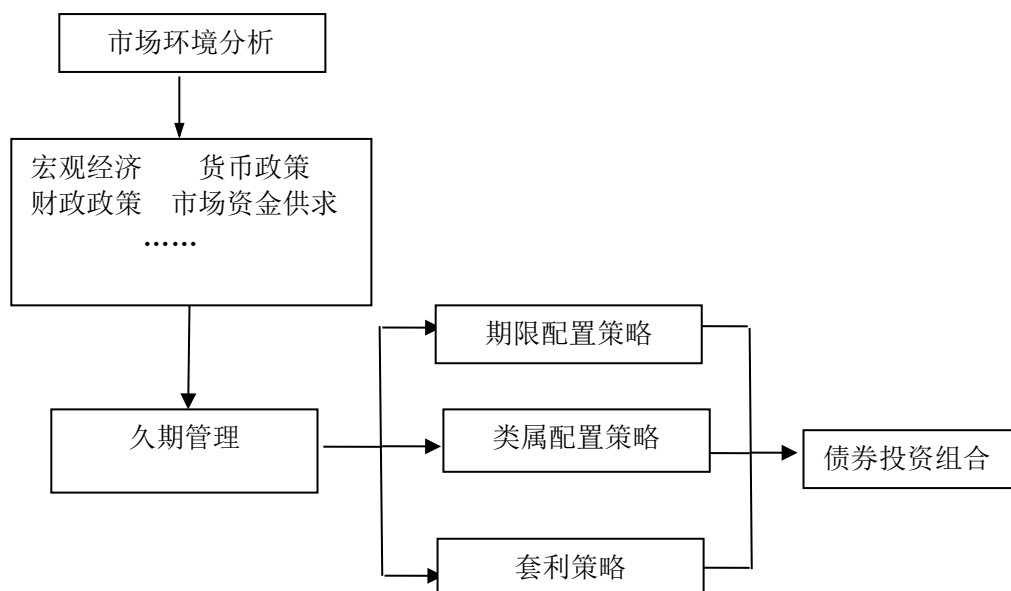 市场环境分析
宏观经济 货币政策
财政政策 市场资金供求
……
期限配置策略
久期管理
类属配置策略
债券投资组合
套利策略